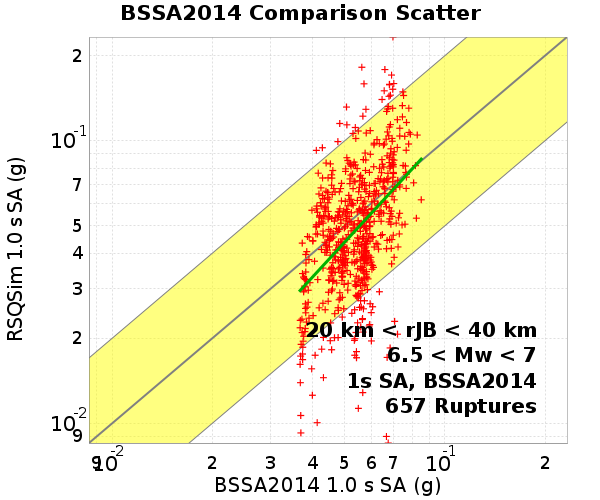 BSSA2014 Comparison Scatter
2
10-1
7
5
4
3
2
10-2
9
RSQSim 1.0 s SA (g)
20 km < rJB < 40 km
6.5 < Mw < 7
1s SA, BSSA2014
657 Ruptures
9 10-2 2 3 4 5 6 7 10-1 2
BSSA2014 1.0 s SA (g)